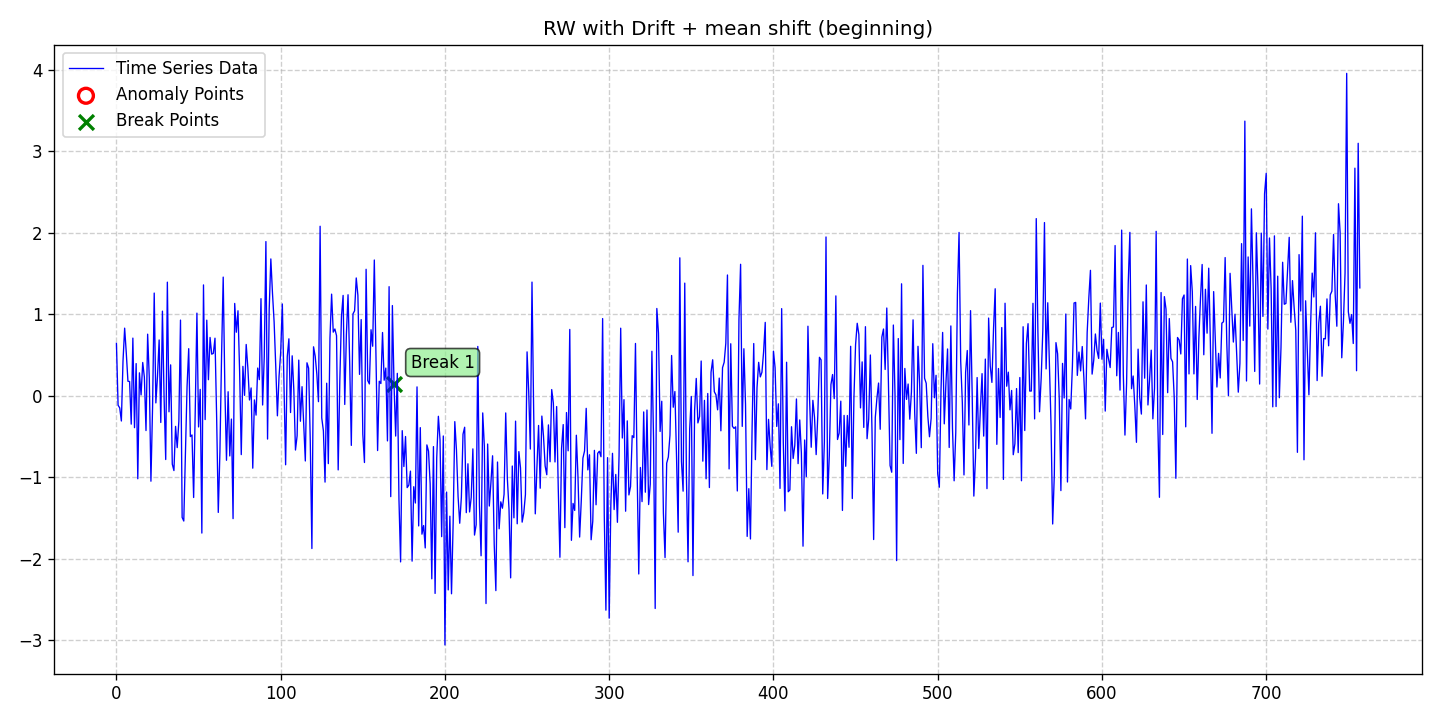 RW with Drift + mean shift (beginning)
Time Series Data
Anomaly Points
Break Points
Break 1
4
3
2
1
0
−1
−2
−3
0 100 200 300 400 500 600 700